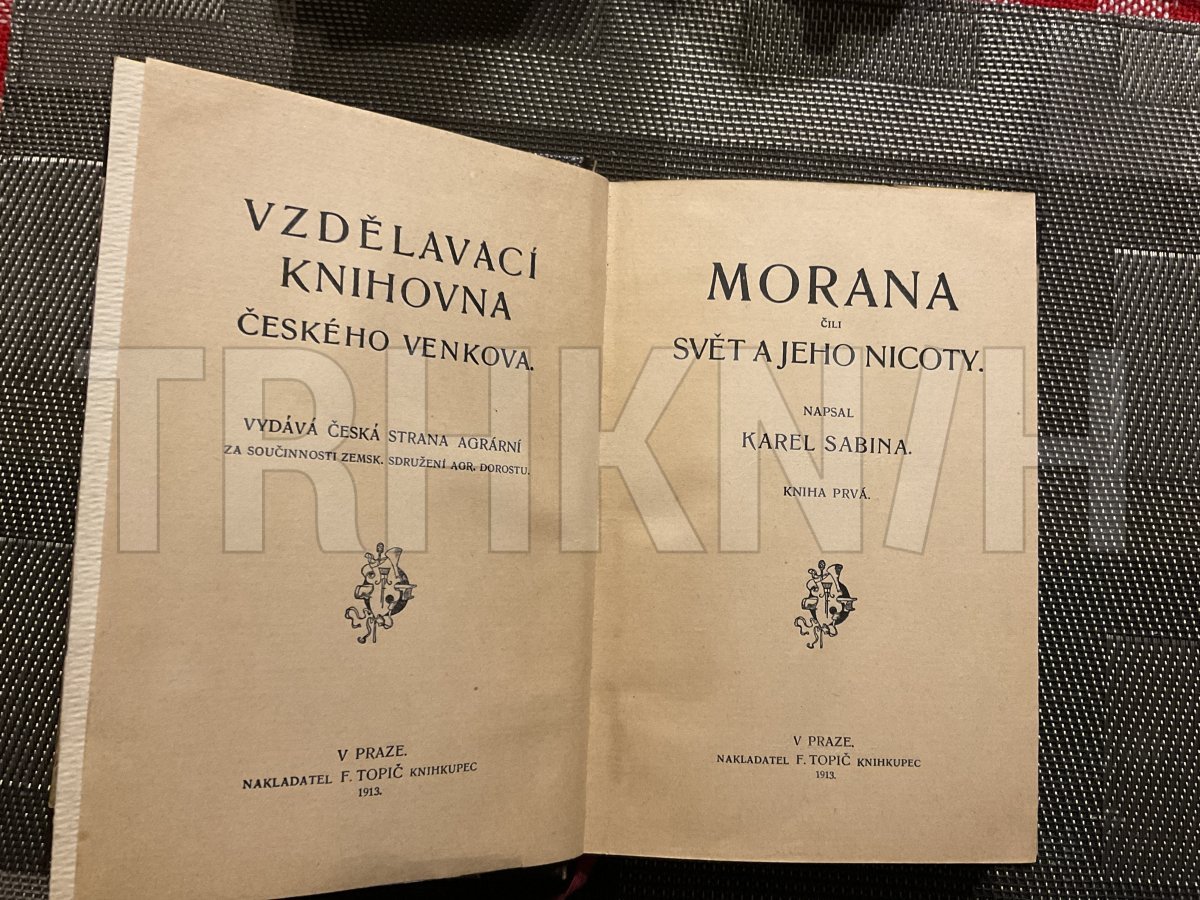 VZDĚLAVACÍ
KNIHOVNA
ČESKÉHO VENKOVA.
VYDÁVÁ ČESKÁ STRANA AGRÁRNÍ
ZA SOUČINNOSTI ZEMSK. SDRUŽENÍ AGR. DOROSTU.
V PRAZE.
NAKLADATEL F. TOPIČ KNIHKUPEC
1913.
MORANA
ČILI
SVĚT A JEHO NICOTY.
NAPSAL
KAREL SABINA.
KNIHA PRVÁ.
V PRAZE.
NAKLADATEL F. TOPIČ KNIHKUPEC
1913.
TRHKNIH